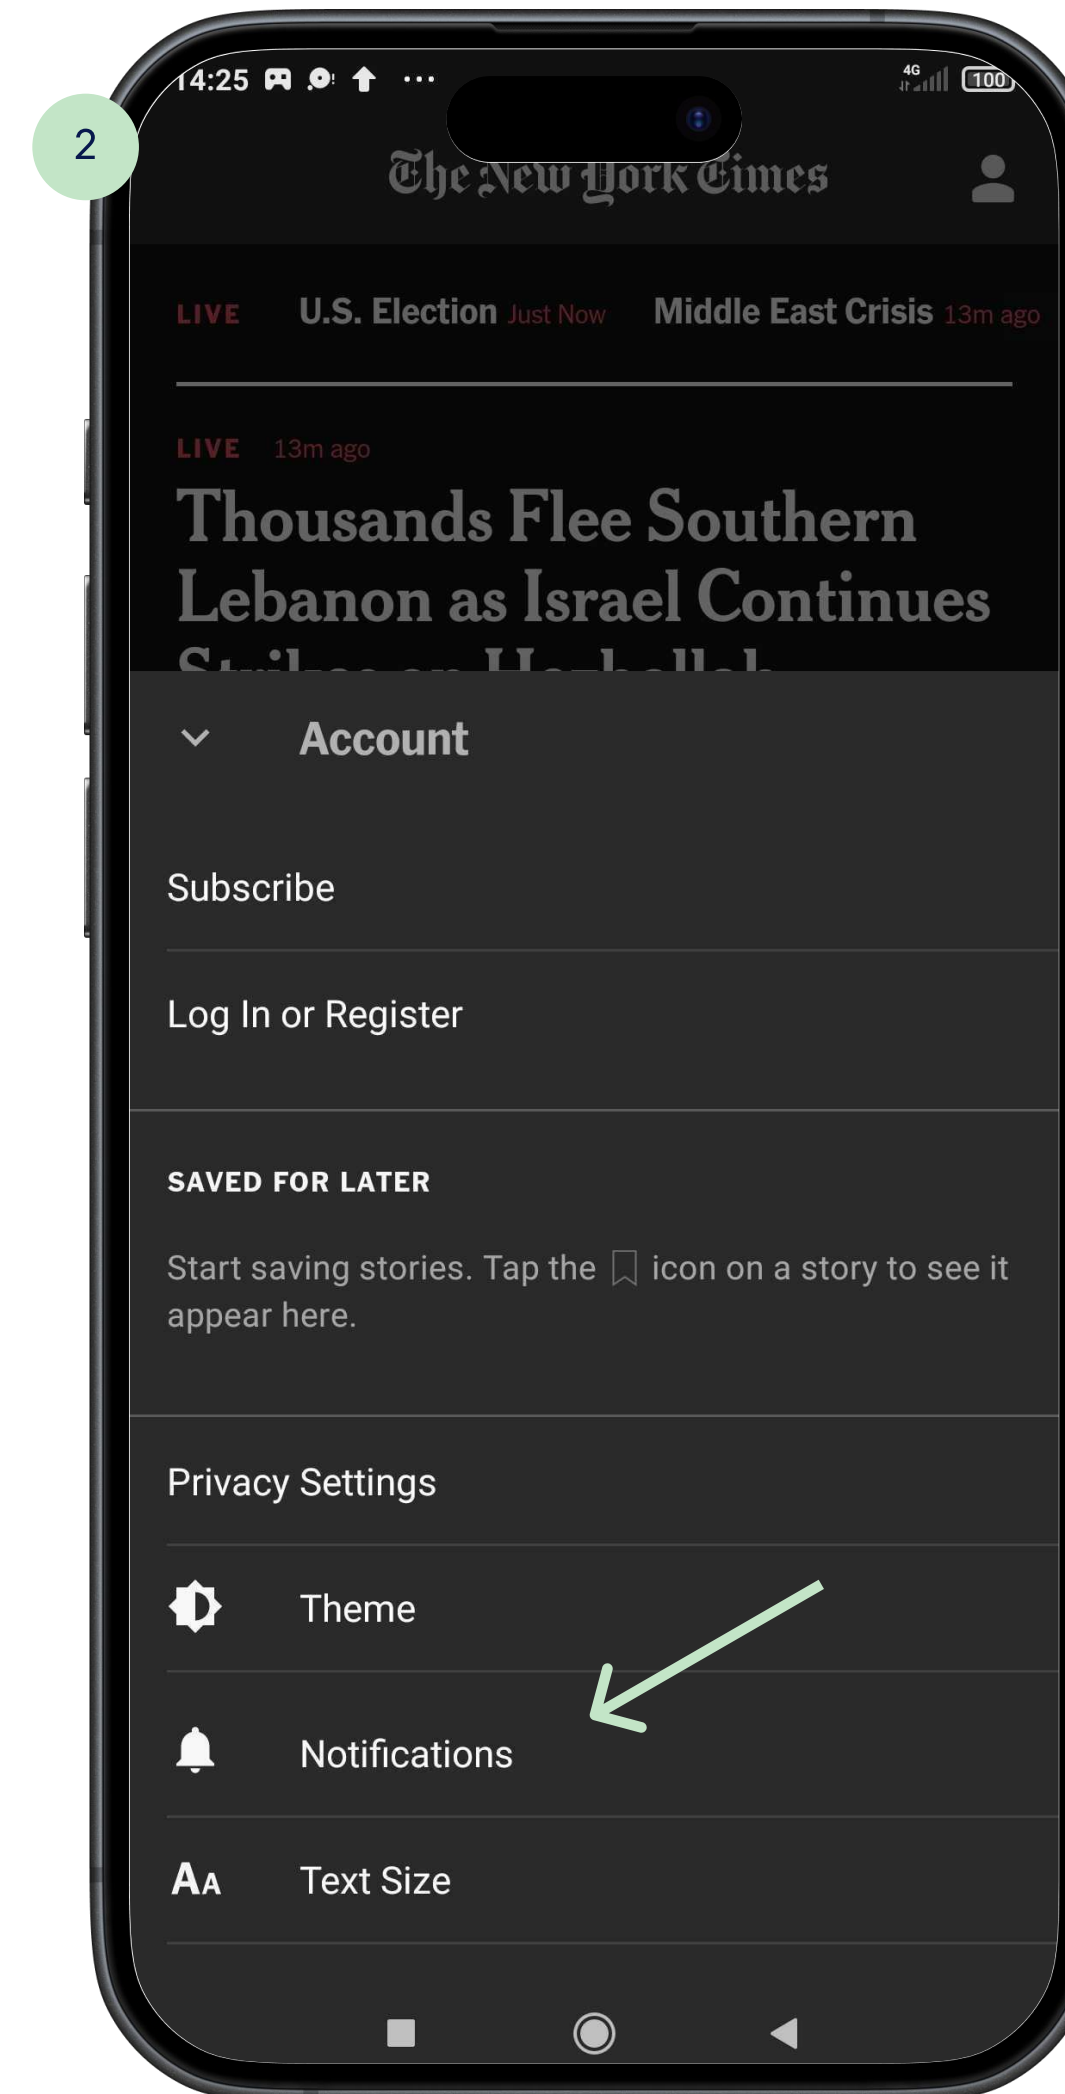 2
14:25
4G
100
The New York Times
LIVE U.S. Election Just Now Middle East Crisis 13m ago
LIVE 13m ago
Thousands Flee Southern
Lebanon as Israel Continues
Strikes on Hezbollah
Account
Subscribe
Log In or Register
SAVED FOR LATER
Start saving stories. Tap the icon on a story to see it
appear here.
Privacy Settings
Theme
Notifications
AA Text Size